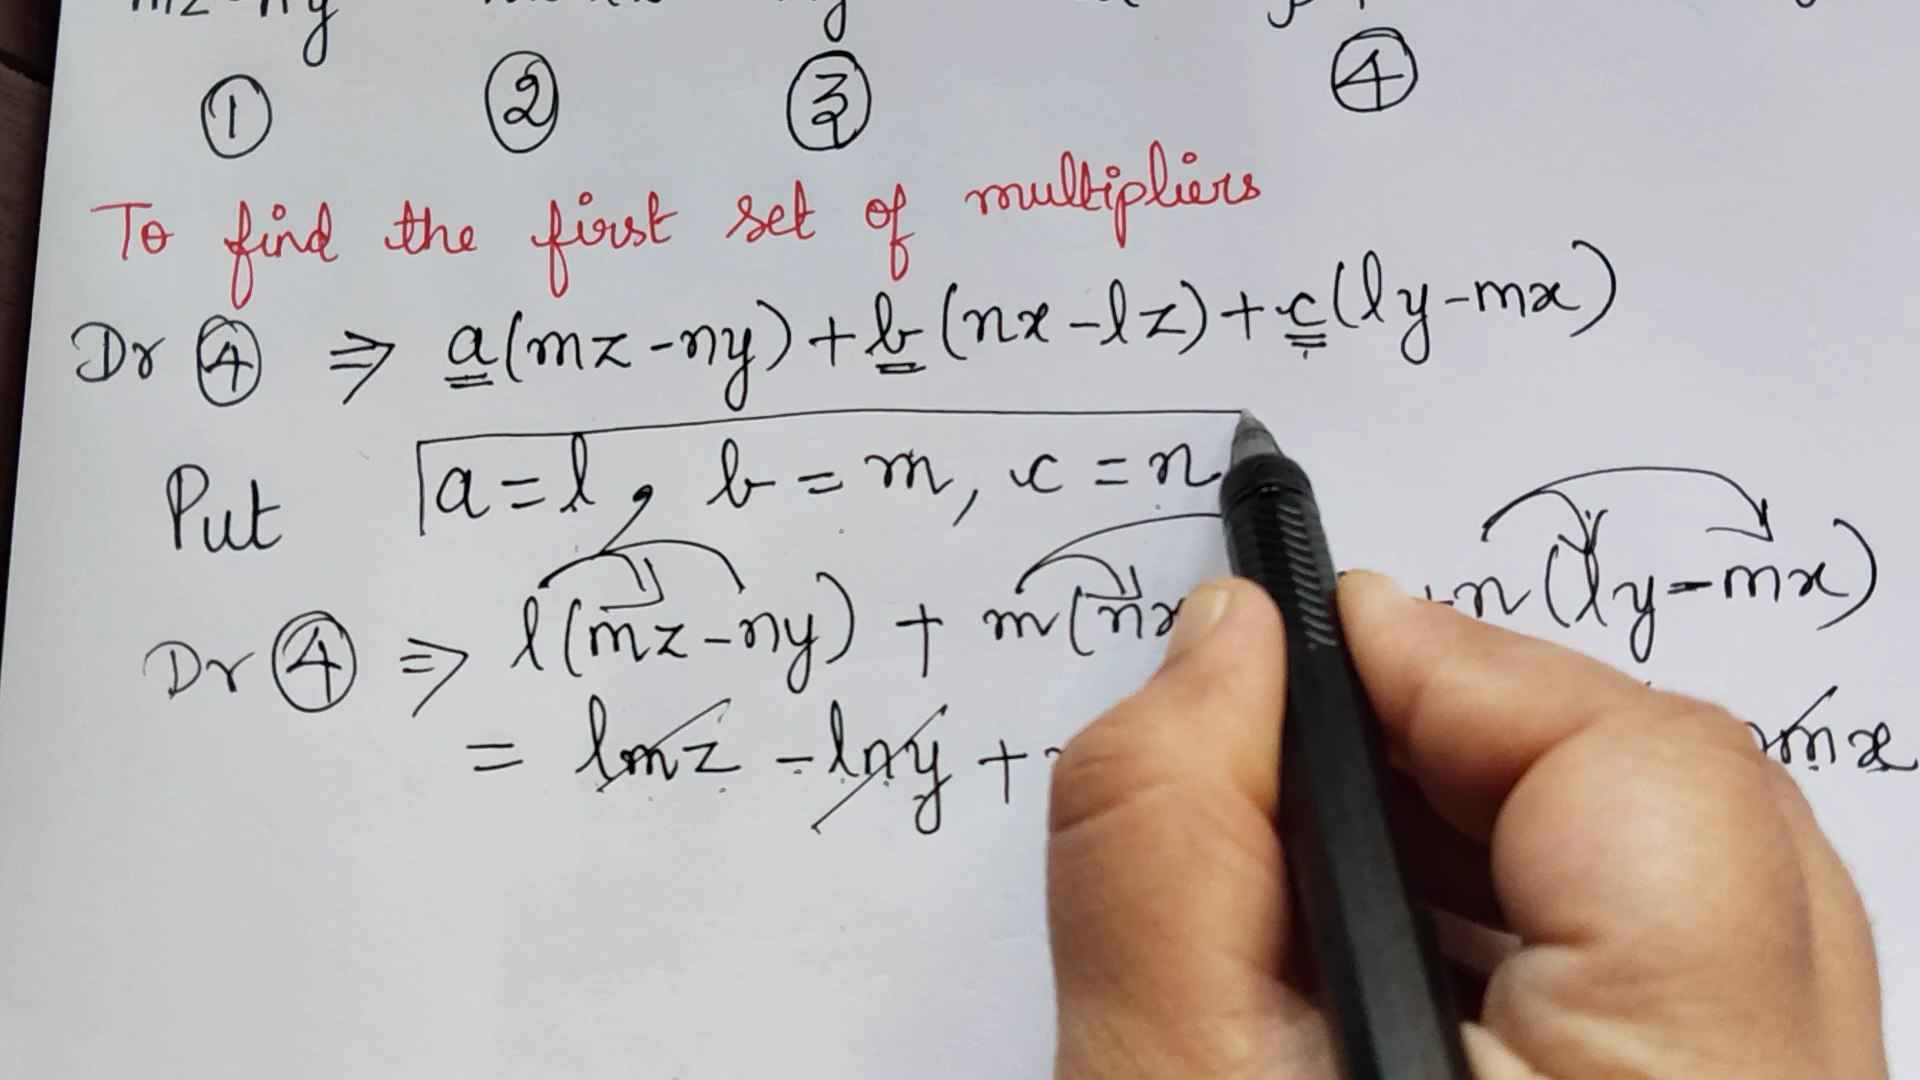 ① ② ③ ④
To find the first set of multipliers
Dr ④ ⇒ a(mz-ny)+b(nx-lz)+c(ly-mx)
Put a=l, b=m, c=n
Dr ④ ⇒ l(mz-ny) + m(nx +n(ly-mx)
= lmz -lny + mx